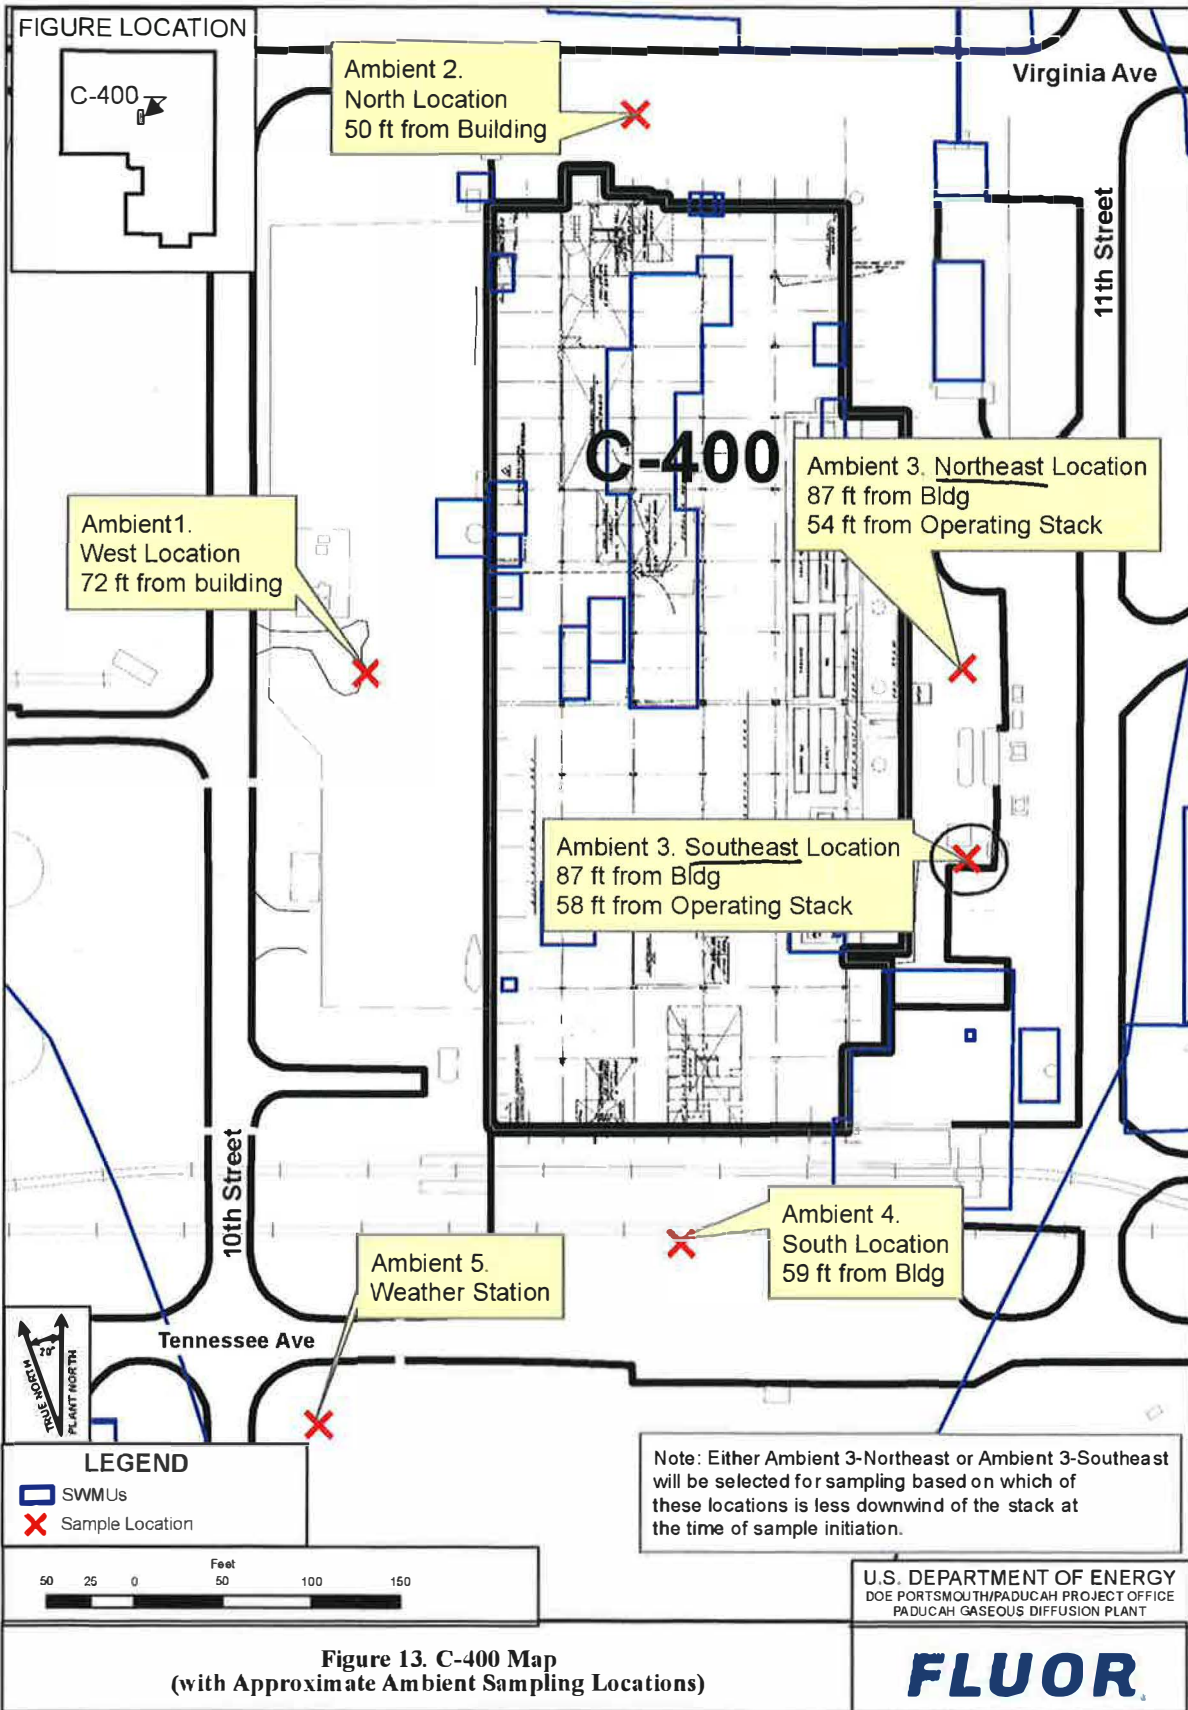 FIGURE LOCATION
C-400
Ambient 2.
North Location
50 ft from Building
Virginia Ave
11th Street
C-400
Ambient 3. Northeast Location
87 ft from Bldg
54 ft from Operating Stack
Ambient1.
West Location
72 ft from building
Ambient 3. Southeast Location
87 ft from Bldg
58 ft from Operating Stack
10th Street
Ambient 4.
South Location
59 ft from Bldg
Ambient 5.
Weather Station
Tennessee Ave
20°
TRUE NORTH
PLANT NORTH
LEGEND
SWMUs
Sample Location
Note: Either Ambient 3-Northeast or Ambient 3-Southeast
will be selected for sampling based on which of
these locations is less downwind of the stack at
the time of sample initiation.
Feet
50 25 0 50 100 150
U.S. DEPARTMENT OF ENERGY
DOE PORTSMOUTH/PADUCAH PROJECT OFFICE
PADUCAH GASEOUS DIFFUSION PLANT
Figure 13. C-400 Map
(with Approximate Ambient Sampling Locations)
FLUOR